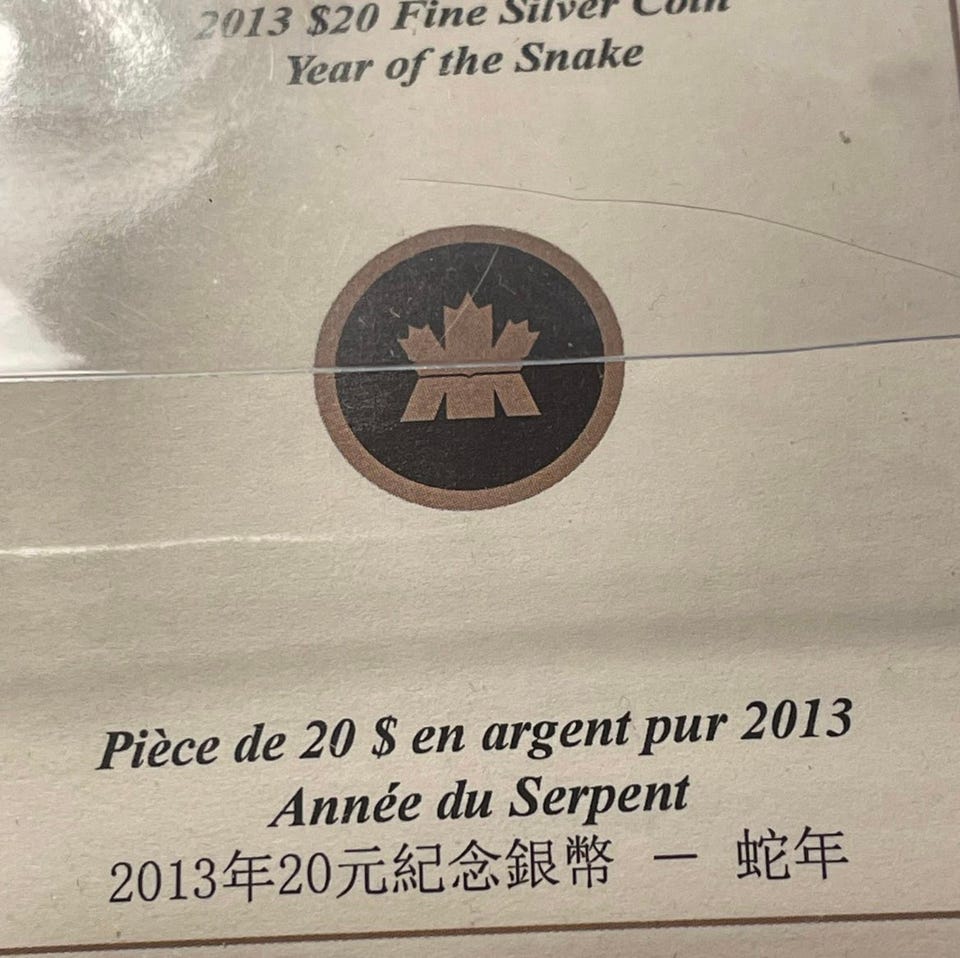 2013 $20 Fine Silver Coin
Year of the Snake
Pièce de 20 $ en argent pur 2013
Année du Serpent
2013年20元紀念銀幣 － 蛇年